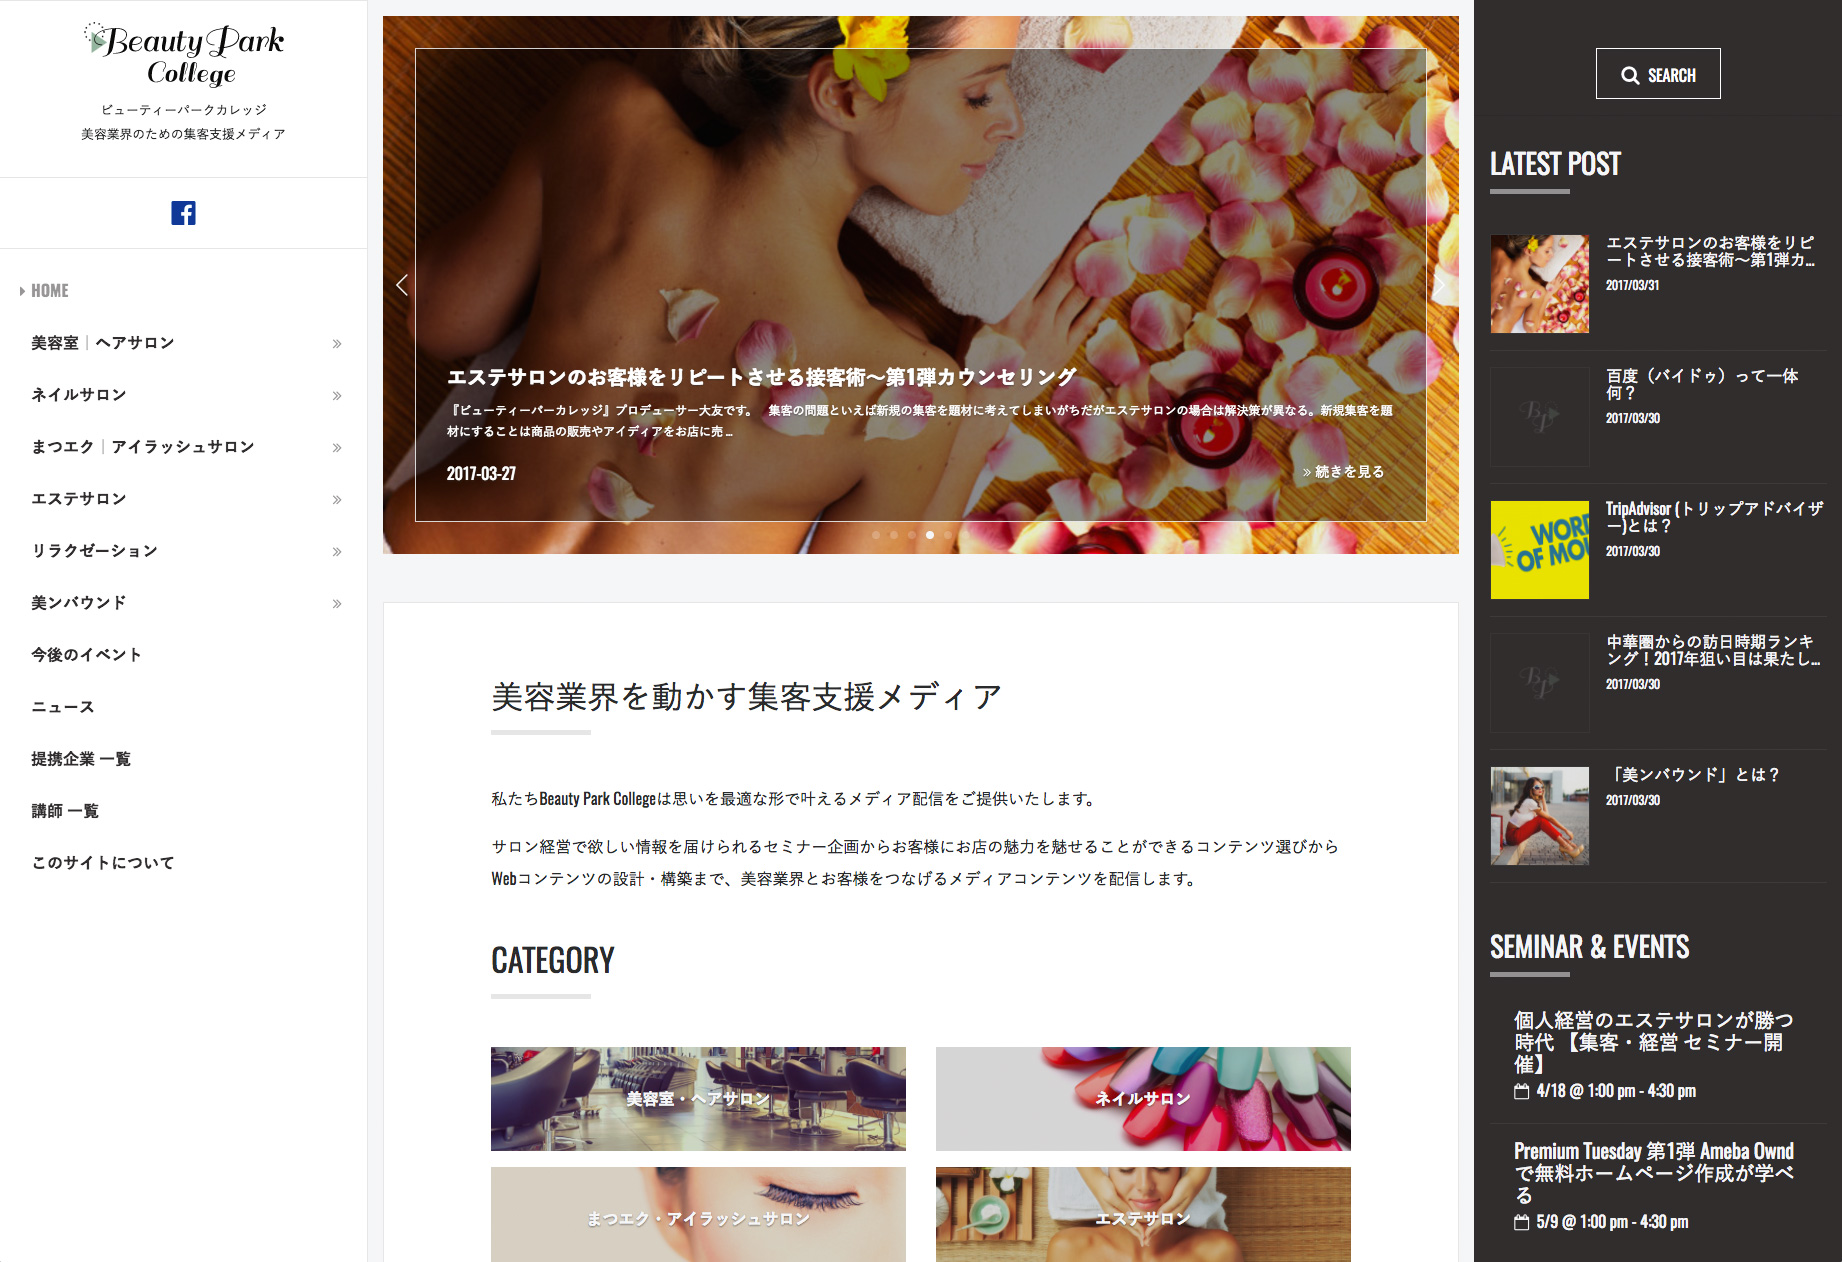 Beauty Park
College
ビューティーパークカレッジ
美容業界のための集客支援メディア
HOME
美容室｜ヘアサロン
ネイルサロン
まつエク｜アイラッシュサロン
エステサロン
リラクゼーション
美ンバウンド
今後のイベント
ニュース
提携企業 一覧
講師 一覧
このサイトについて
エステサロンのお客様をリピートさせる接客術〜第1弾カウンセリング
『ビューティーパーカレッジ』プロデューサー大友です。　集客の問題といえば新規の集客を題材に考えてしまいがちだがエステサロンの場合は解決策が異なる。新規集客を題
材にすることは商品の販売やアイディアをお店に売...
2017-03-27
» 続きを見る
美容業界を動かす集客支援メディア
私たちBeauty Park Collegeは思いを最適な形で叶えるメディア配信をご提供いたします。
サロン経営で欲しい情報を届けられるセミナー企画からお客様にお店の魅力を魅せることができるコンテンツ選びから
Webコンテンツの設計・構築まで、美容業界とお客様をつなげるメディアコンテンツを配信します。
CATEGORY
美容室・ヘアサロン
ネイルサロン
まつエク・アイラッシュサロン
エステサロン
SEARCH
LATEST POST
エステサロンのお客様をリピ
ートさせる接客術〜第1弾カ...
2017/03/31
百度（バイドゥ）って一体
何？
2017/03/30
BP
WORD
OF MOU
TripAdvisor (トリップアドバイザ
ー)とは？
2017/03/30
中華圏からの訪日時期ランキ
ング！2017年狙い目は果たし...
2017/03/30
BP
「美ンバウンド」とは？
2017/03/30
SEMINAR & EVENTS
個人経営のエステサロンが勝つ
時代 【集客・経営 セミナー開
催】
4/18 @ 1:00 pm - 4:30 pm
Premium Tuesday 第1弾 Ameba Ownd
で無料ホームページ作成が学べ
る
5/9 @ 1:00 pm - 4:30 pm